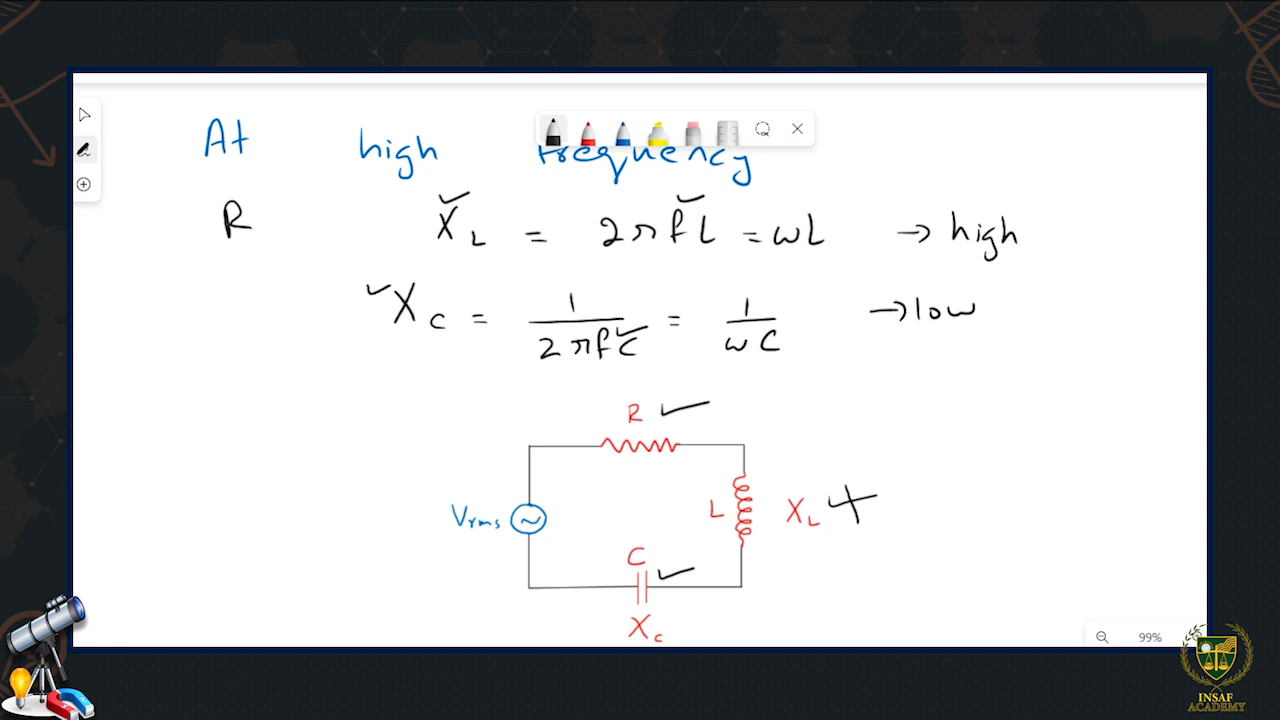 At high frequency
R X_L = 2πfL = ωL → high
X_C = 1/(2πfC) = 1/(ωC) → low
R
L X_L
Vrms
C
X_C
99%
INSAF
ACADEMY